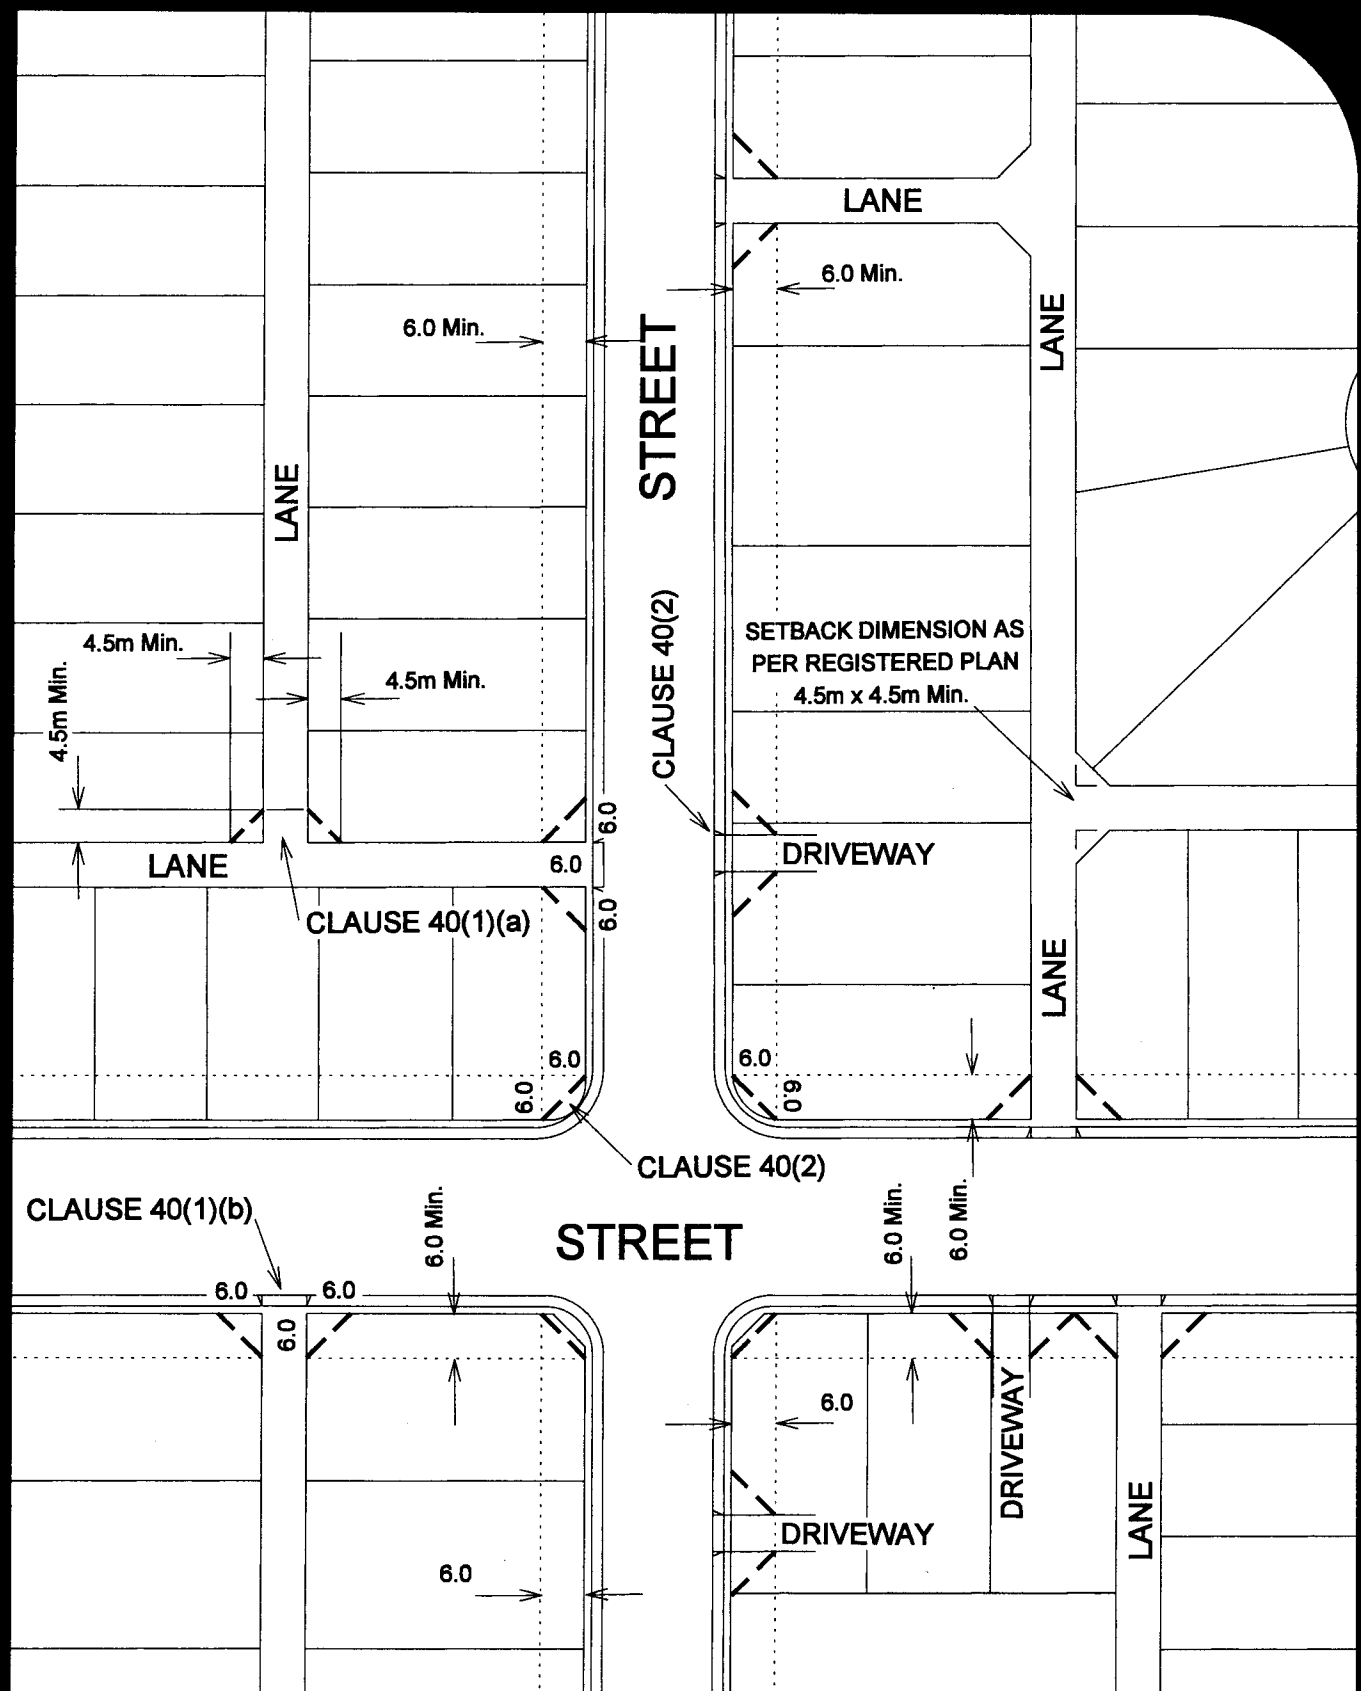 LANE
6.0 Min.
6.0 Min.
LANE
STREET
LANE
CLAUSE 40(2)
SETBACK DIMENSION AS
PER REGISTERED PLAN
4.5m x 4.5m Min.
4.5m Min.
4.5m Min.
4.5m Min.
6.0
LANE
6.0
DRIVEWAY
6.0
CLAUSE 40(1)(a)
LANE
6.0
6.0
6.0
6.0
CLAUSE 40(2)
CLAUSE 40(1)(b)
6.0 Min.
STREET
6.0 Min.
6.0 Min.
6.0
6.0
6.0
6.0
DRIVEWAY
DRIVEWAY
LANE
6.0